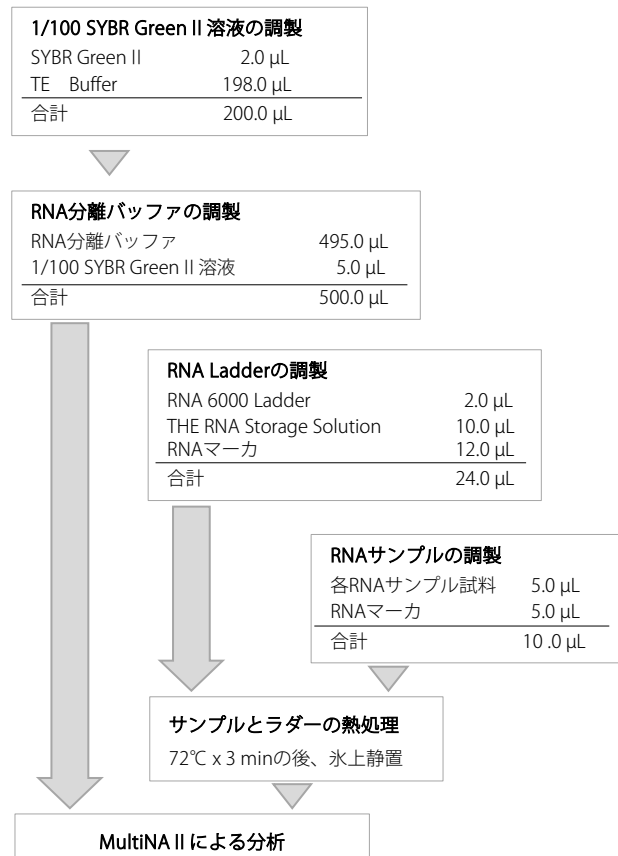 1/100 SYBR Green II 溶液の調製
SYBR Green II 2.0 µL
TE Buffer 198.0 µL
合計 200.0 µL
RNA分離バッファの調製
RNA分離バッファ 495.0 µL
1/100 SYBR Green II 溶液 5.0 µL
合計 500.0 µL
RNA Ladderの調製
RNA 6000 Ladder 2.0 µL
THE RNA Storage Solution 10.0 µL
RNAマーカ 12.0 µL
合計 24.0 µL
RNAサンプルの調製
各RNAサンプル試料 5.0 µL
RNAマーカ 5.0 µL
合計 10 .0 µL
サンプルとラダーの熱処理
72℃ x 3 minの後、氷上静置
MultiNA II による分析